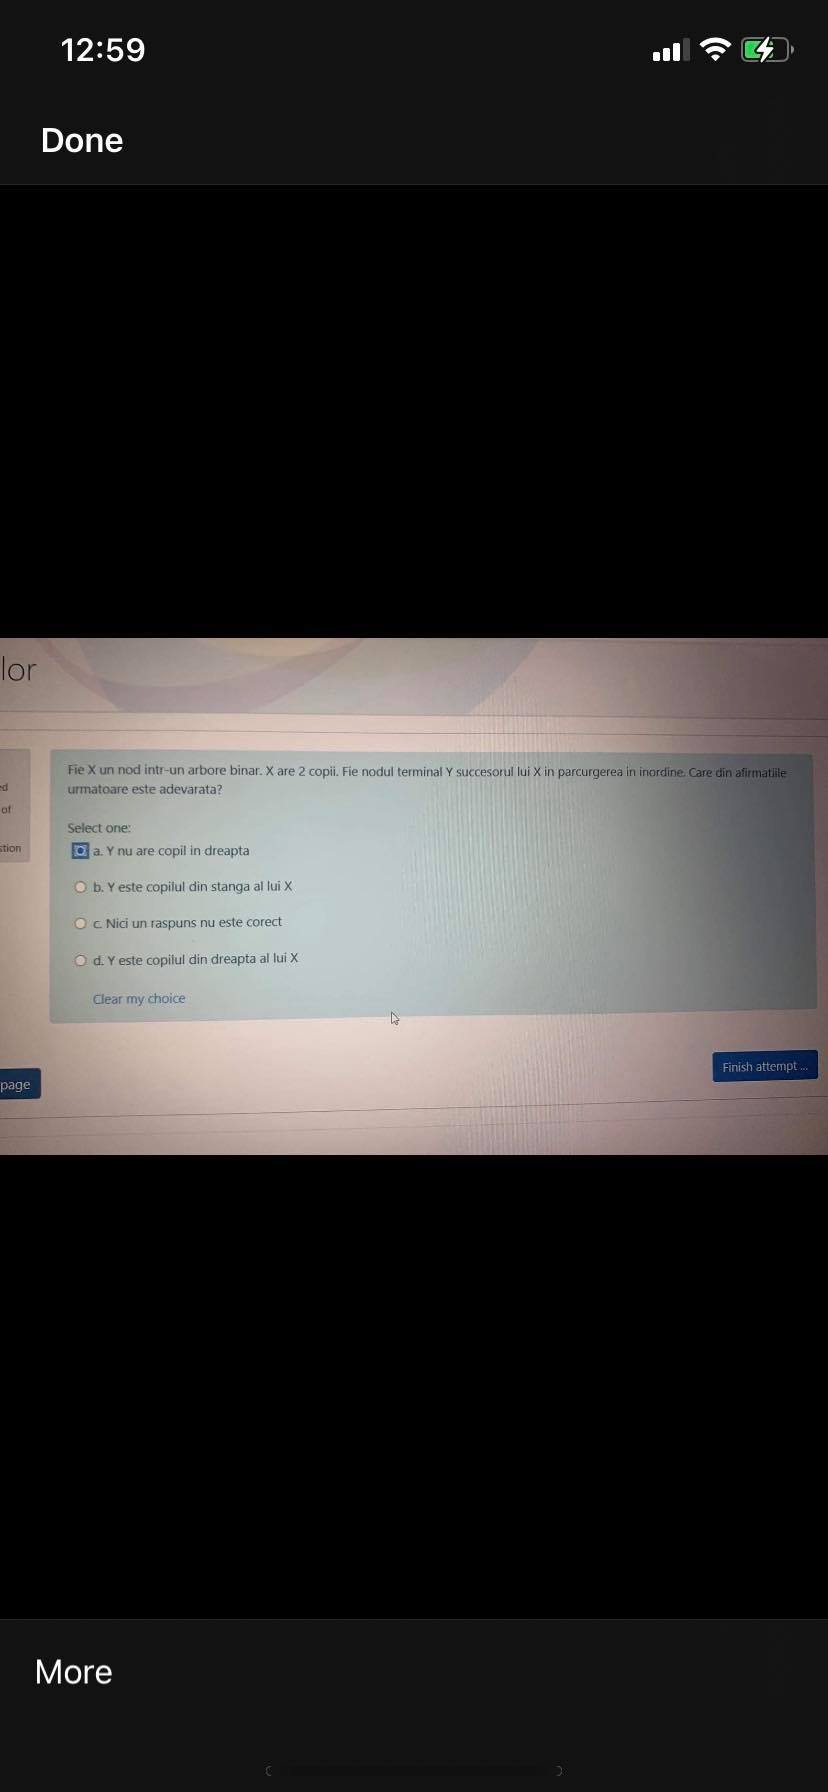 12:59
Done
lor
ed
of
stion
Fie X un nod intr-un arbore binar. X are 2 copii. Fie nodul terminal Y succesorul lui X in parcurgerea in inordine. Care din afirmatiile
urmatoare este adevarata?
Select one:
a. Y nu are copil in dreapta
b. Y este copilul din stanga al lui X
c. Nici un raspuns nu este corect
d. Y este copilul din dreapta al lui X
Clear my choice
Finish attempt ...
page
More